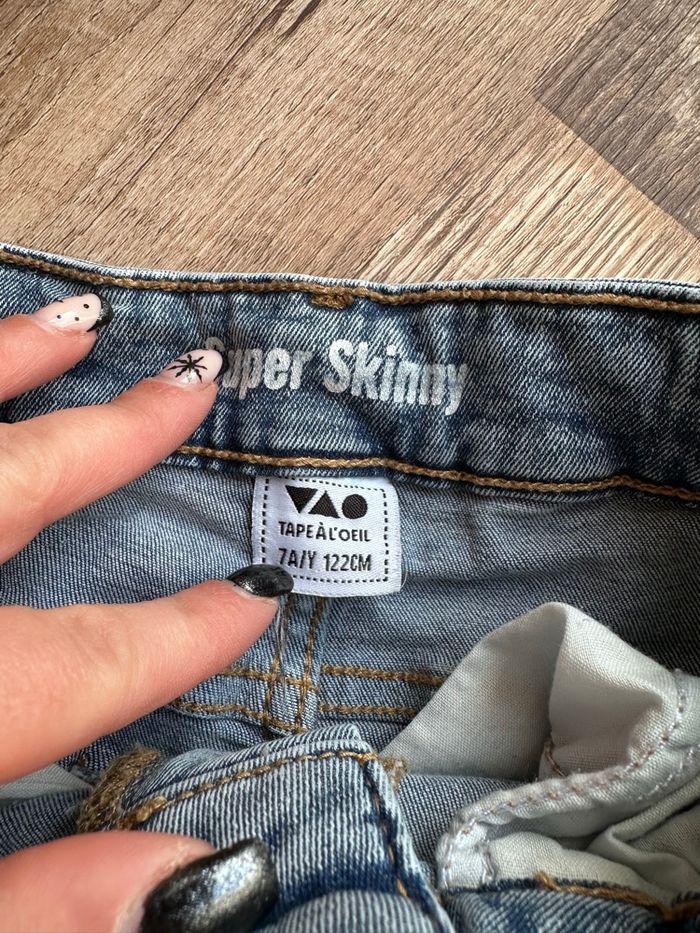 Super Skinny
TAPE À L'OEIL
7A/Y 122CM